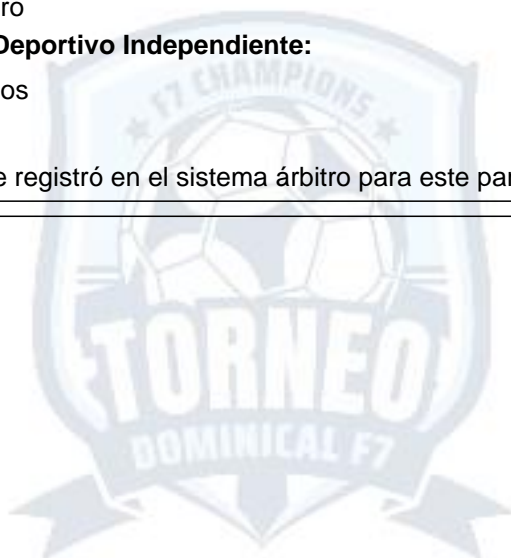 ro
Deportivo Independiente:
os
e registró en el sistema árbitro para este par
F7 CHAMPIONS
TORNEO
DOMINICAL F7